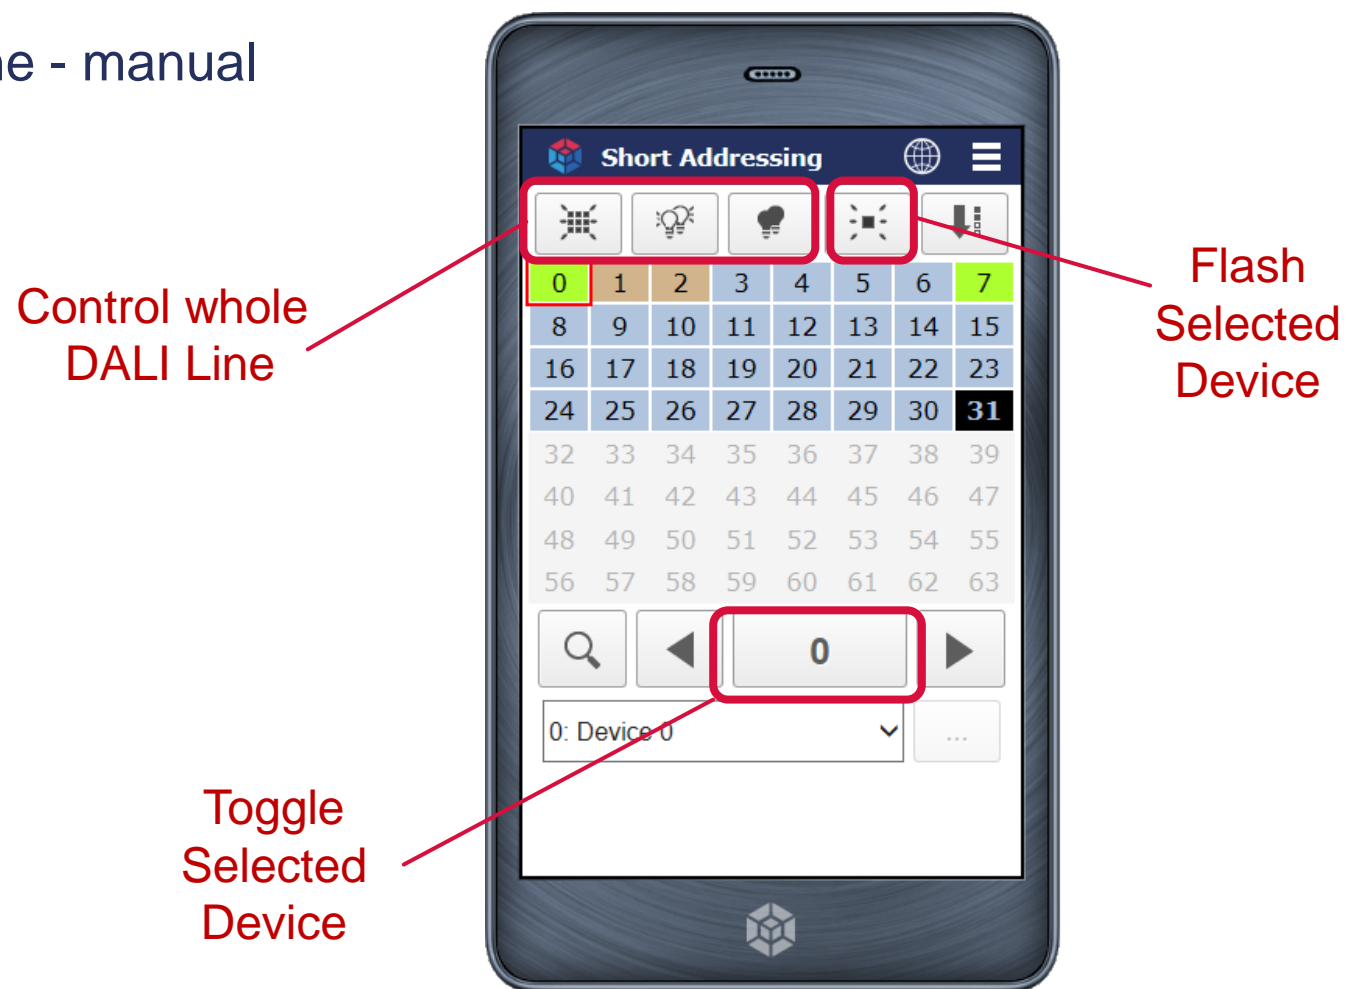 - manual
Short Addressing
0 1 2 3 4 5 6 7
8 9 10 11 12 13 14 15
16 17 18 19 20 21 22 23
24 25 26 27 28 29 30 31
32 33 34 35 36 37 38 39
40 41 42 43 44 45 46 47
48 49 50 51 52 53 54 55
56 57 58 59 60 61 62 63
0
0: Device 0
...
Control whole
DALI Line
Flash
Selected
Device
Toggle
Selected
Device